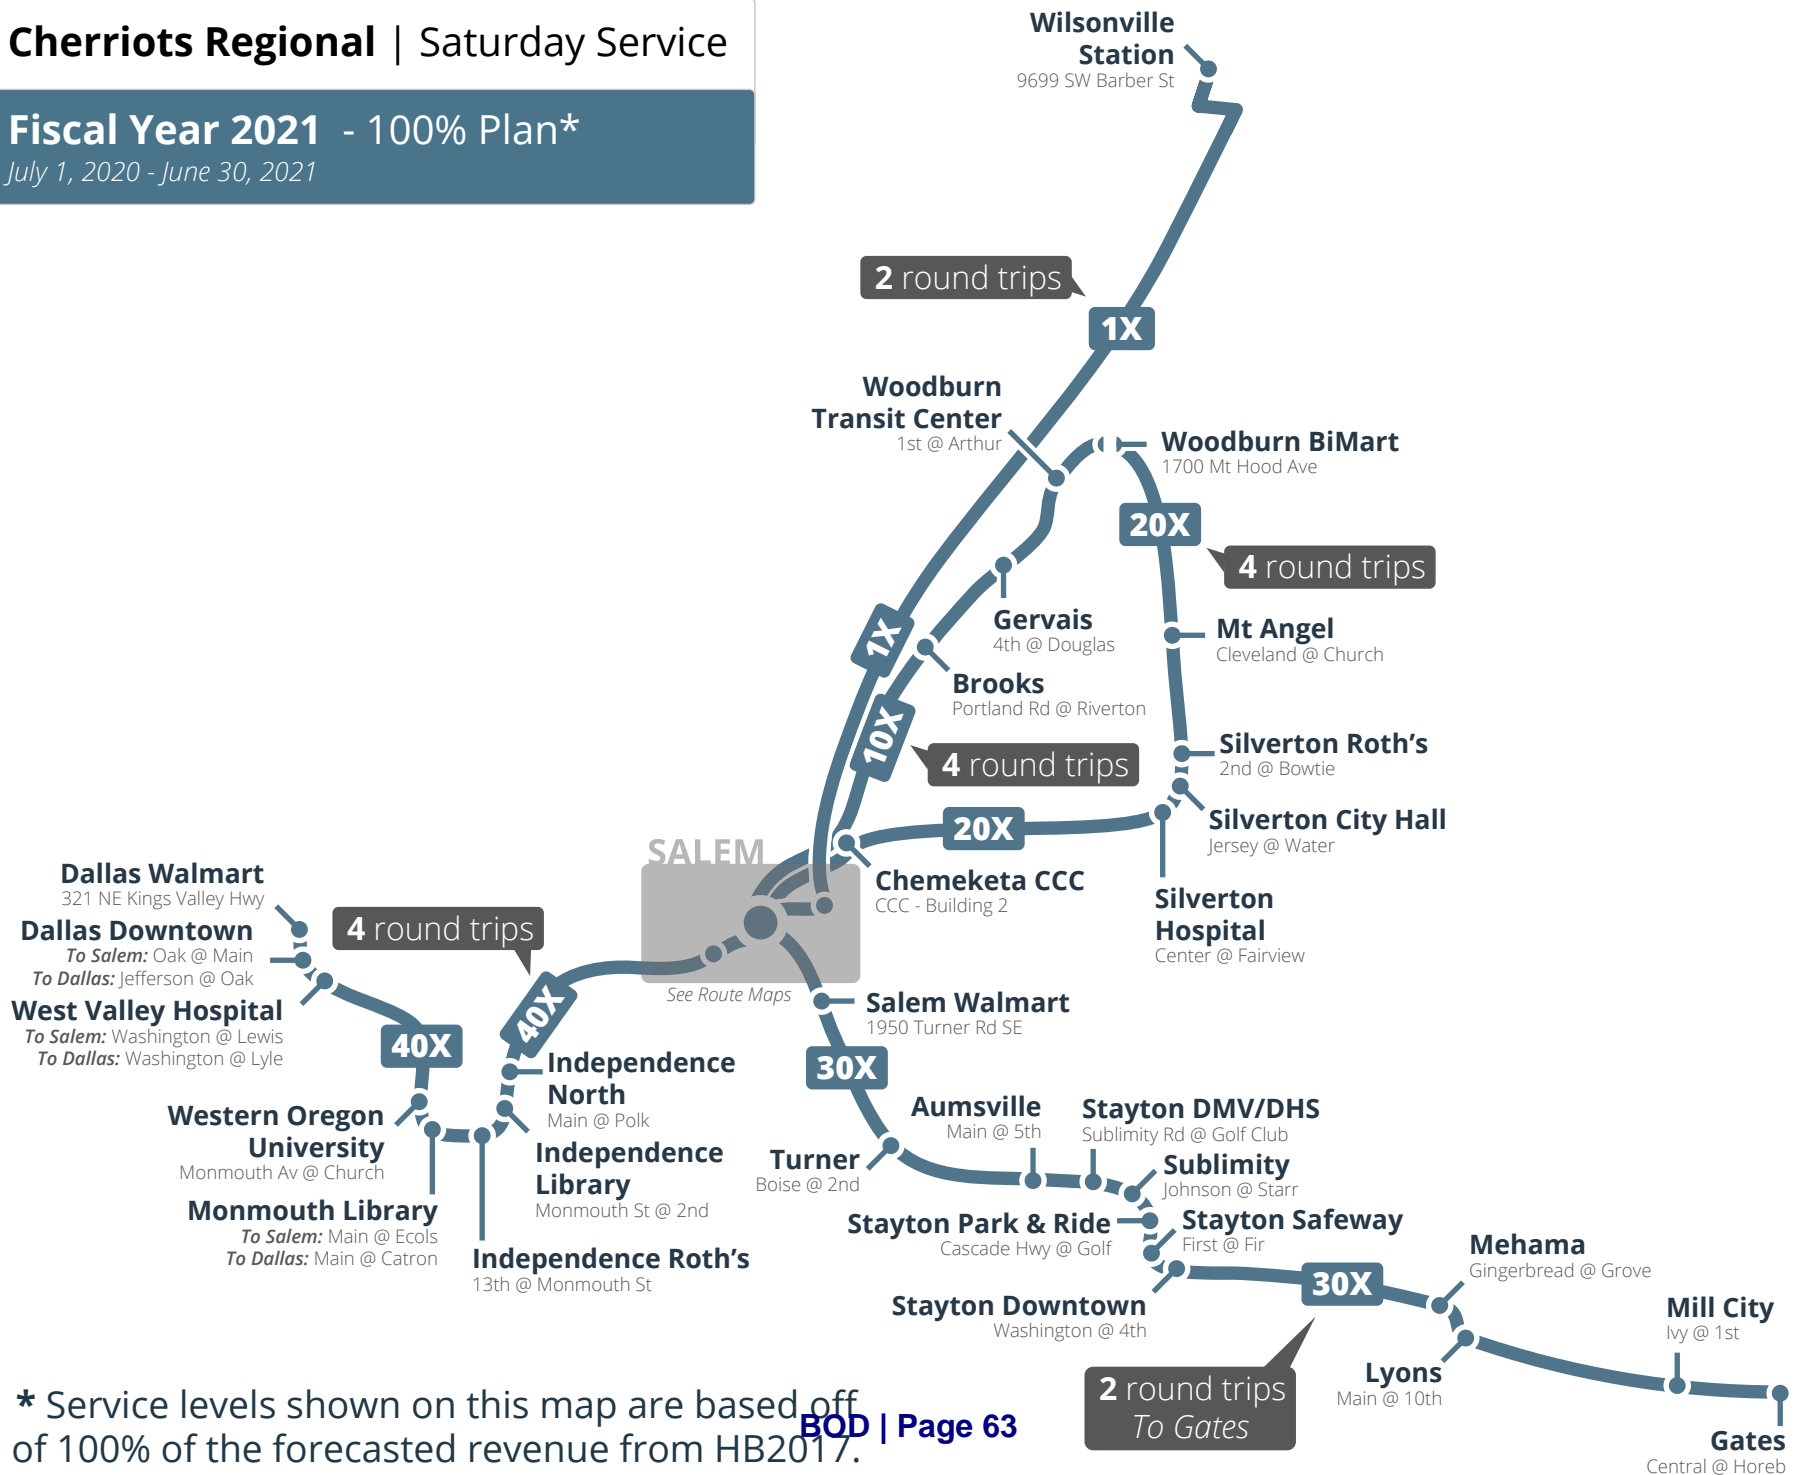 Cherriots Regional | Saturday Service
Fiscal Year 2021 - 100% Plan*
July 1, 2020 - June 30, 2021
Wilsonville
Station
9699 SW Barber St
2 round trips
1X
Woodburn
Transit Center
1st @ Arthur
Woodburn BiMart
1700 Mt Hood Ave
20X
4 round trips
Gervais
4th @ Douglas
1X
Mt Angel
Cleveland @ Church
Brooks
Portland Rd @ Riverton
10X
4 round trips
Silverton Roth's
2nd @ Bowtie
20X
Silverton City Hall
Jersey @ Water
SALEM
Chemeketa CCC
CCC - Building 2
Silverton
Hospital
Center @ Fairview
See Route Maps
Dallas Walmart
321 NE Kings Valley Hwy
Dallas Downtown
To Salem: Oak @ Main
To Dallas: Jefferson @ Oak
West Valley Hospital
To Salem: Washington @ Lewis
To Dallas: Washington @ Lyle
4 round trips
40X
40X
Independence
North
Main @ Polk
Western Oregon
University
Monmouth Av @ Church
Independence
Library
Monmouth St @ 2nd
Monmouth Library
To Salem: Main @ Ecols
To Dallas: Main @ Catron
Independence Roth's
13th @ Monmouth St
Salem Walmart
1950 Turner Rd SE
30X
Turner
Boise @ 2nd
Aumsville
Main @ 5th
Stayton DMV/DHS
Sublimity Rd @ Golf Club
Sublimity
Johnson @ Starr
Stayton Park & Ride
Cascade Hwy @ Golf
Stayton Safeway
First @ Fir
Stayton Downtown
Washington @ 4th
30X
Mehama
Gingerbread @ Grove
2 round trips
To Gates
Lyons
Main @ 10th
Mill City
Ivy @ 1st
Gates
Central @ Horeb
* Service levels shown on this map are based off
of 100% of the forecasted revenue from HB2017.
BOD | Page 63